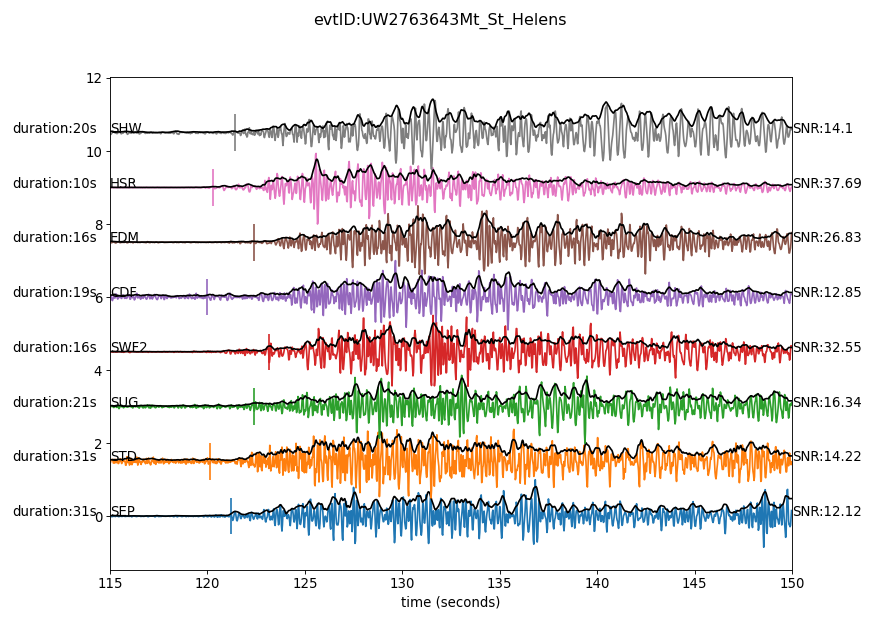 evtID:UW2763643Mt_St_Helens
12
duration:20s SHW SNR:14.1
10
duration:10s HSR SNR:37.69
8
duration:16s EDM SNR:26.83
duration:19s CDF SNR:12.85
6
duration:16s SWF2 SNR:32.55
4
duration:21s SUG SNR:16.34
2
duration:31s STD SNR:14.22
duration:31s SEP SNR:12.12
0
115 120 125 130 135 140 145 150
time (seconds)